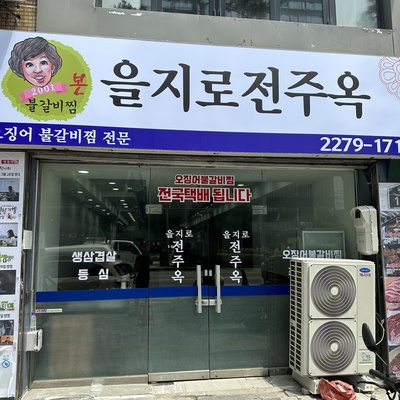 2001 본
불갈비찜
을지로전주옥
오징어 불갈비찜 전문
2279-171
오징어불갈비찜
전국택배 됩니다
을지로
전주옥
을지로
전주옥
생삼겹살
등심
오징어불갈비찜